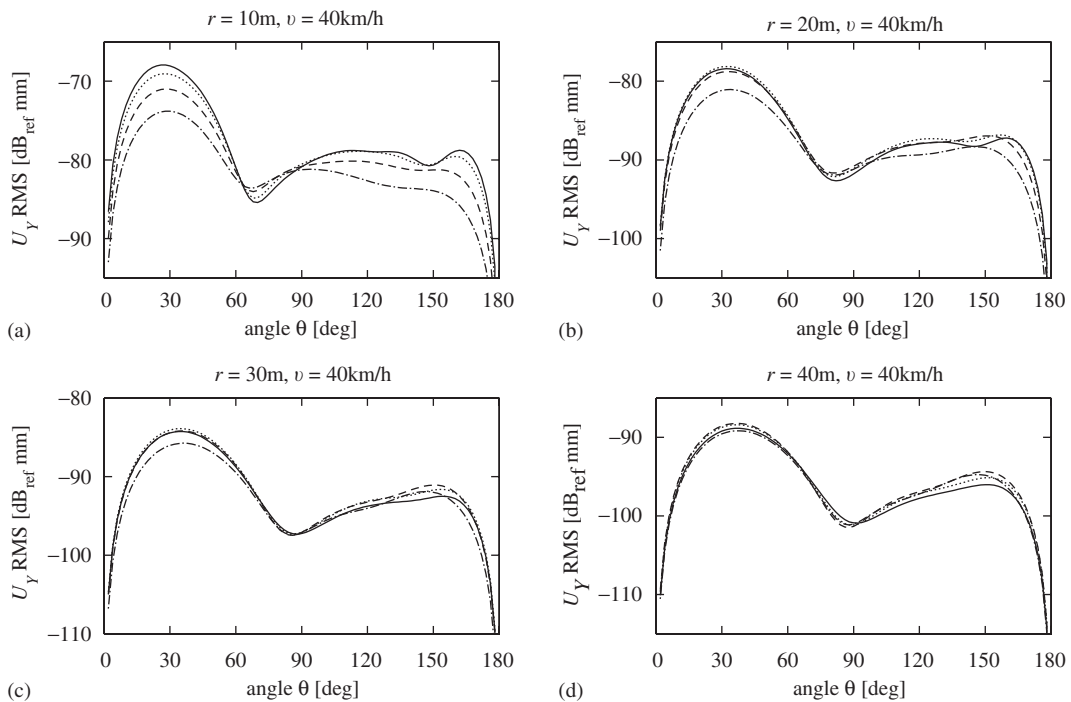 r = 10m, υ = 40km/h
U_Y RMS [dB_ref mm]
−70
−80
−90
0 30 60 90 120 150 180
angle θ [deg]
(a)
r = 20m, υ = 40km/h
U_Y RMS [dB_ref mm]
−80
−90
−100
0 30 60 90 120 150 180
angle θ [deg]
(b)
r = 30m, υ = 40km/h
U_Y RMS [dB_ref mm]
−80
−90
−100
−110
0 30 60 90 120 150 180
angle θ [deg]
(c)
r = 40m, υ = 40km/h
U_Y RMS [dB_ref mm]
−90
−100
−110
0 30 60 90 120 150 180
angle θ [deg]
(d)